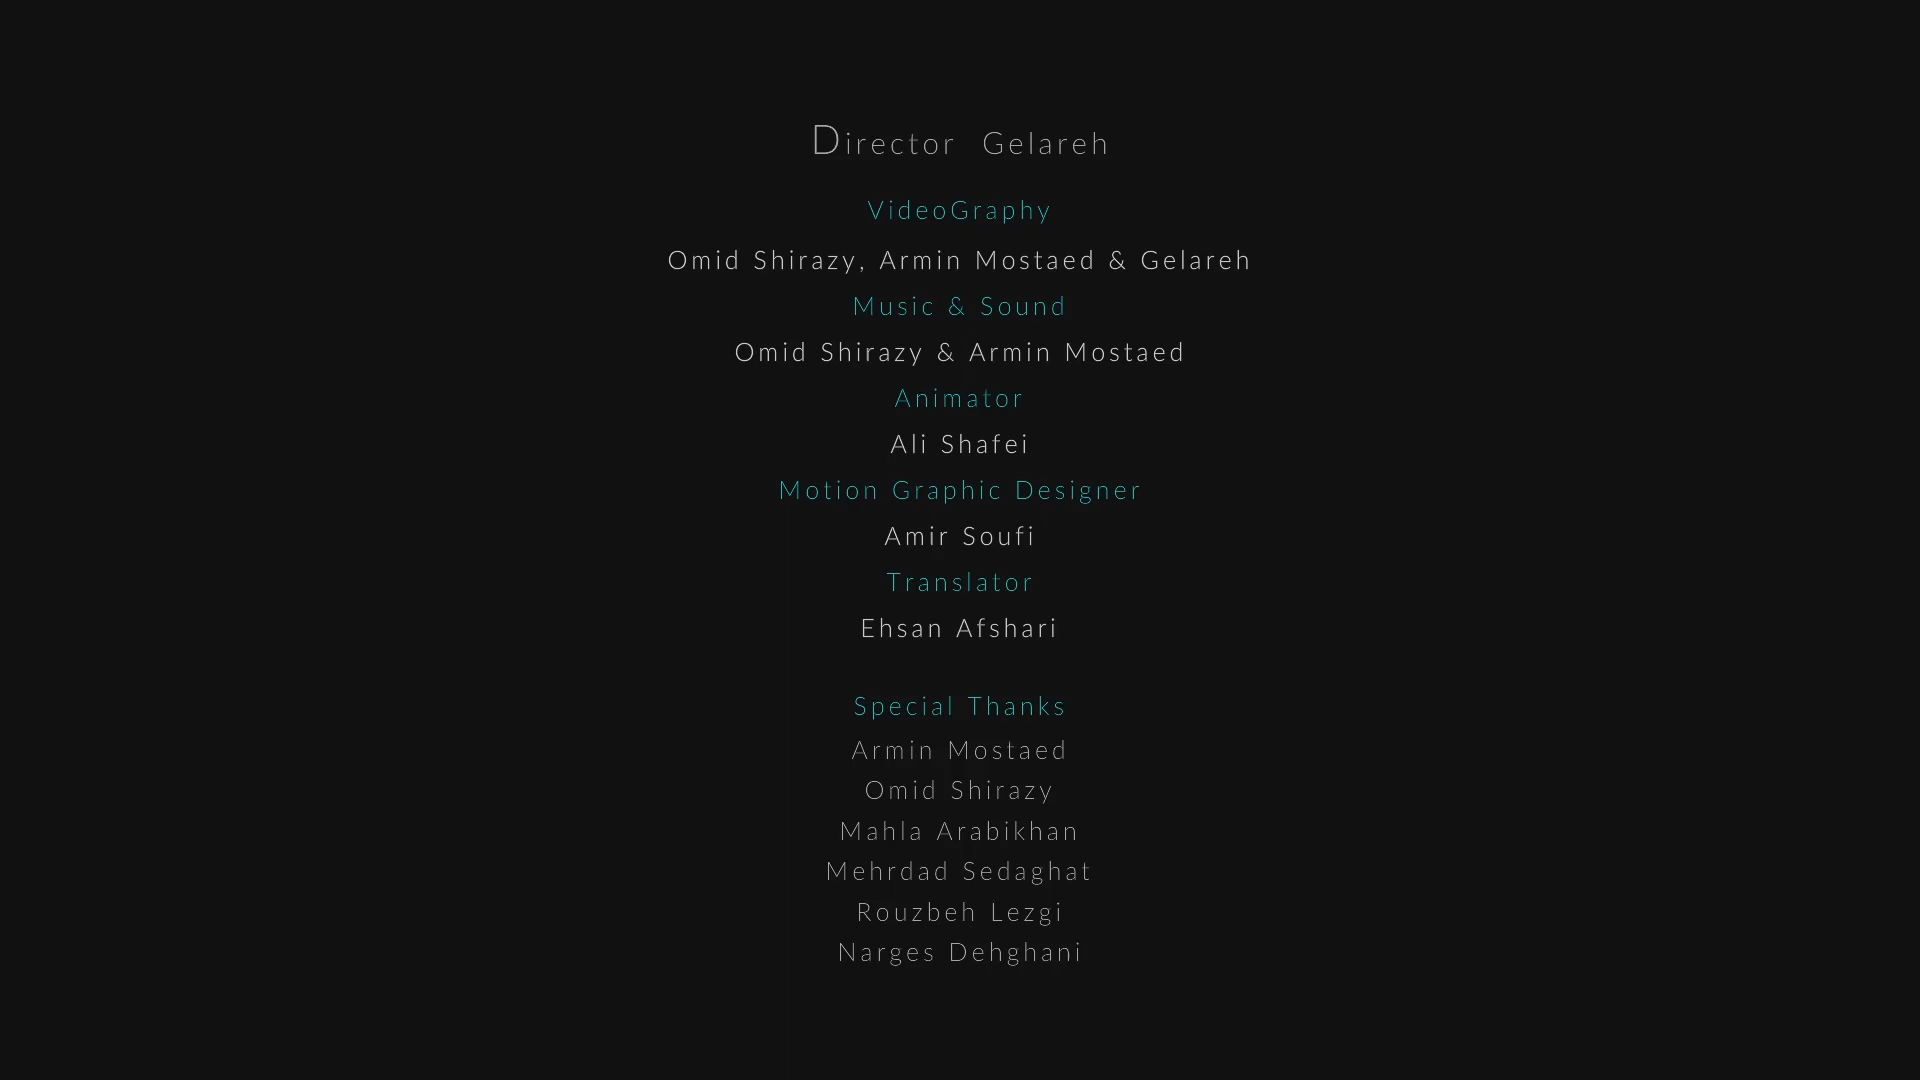 Director Gelareh
VideoGraphy
Omid Shirazy, Armin Mostaed & Gelareh
Music & Sound
Omid Shirazy & Armin Mostaed
Animator
Ali Shafei
Motion Graphic Designer
Amir Soufi
Translator
Ehsan Afshari
Special Thanks
Armin Mostaed
Omid Shirazy
Mahla Arabikhan
Mehrdad Sedaghat
Rouzbeh Lezgi
Narges Dehghani